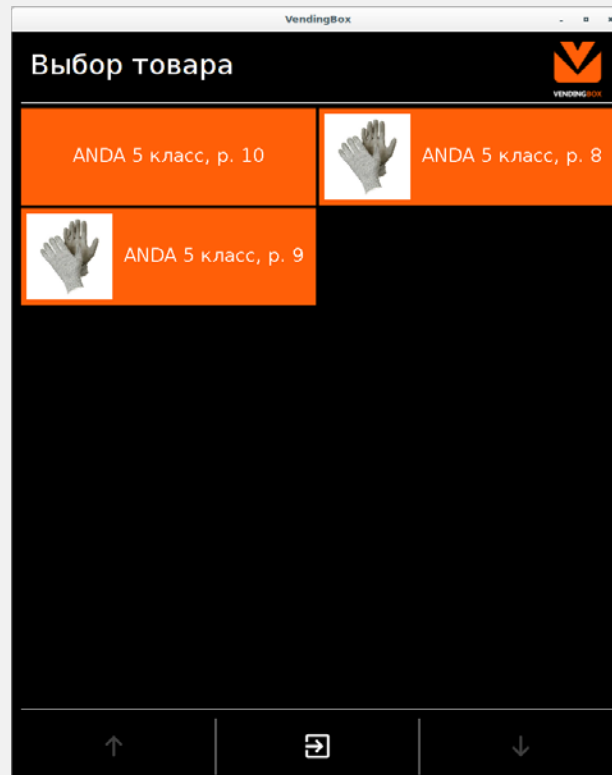 VendingBox
Выбор товара
VENDINGBOX
ANDA 5 класс, р. 10
ANDA 5 класс, р. 8
ANDA 5 класс, р. 9